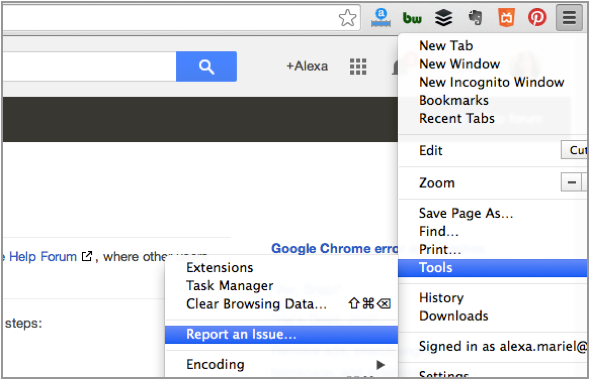 bw
+Alexa
New Tab
New Window
New Incognito Window
Bookmarks
Recent Tabs
Edit
Cut
Zoom
−
Save Page As...
Find...
Print...
Tools
History
Downloads
Signed in as alexa.mariel@
Settings
Google Chrome erro
Help Forum , where other users
steps:
Extensions
Task Manager
Clear Browsing Data... ⇧⌘⌫
Report an Issue...
Encoding ▶